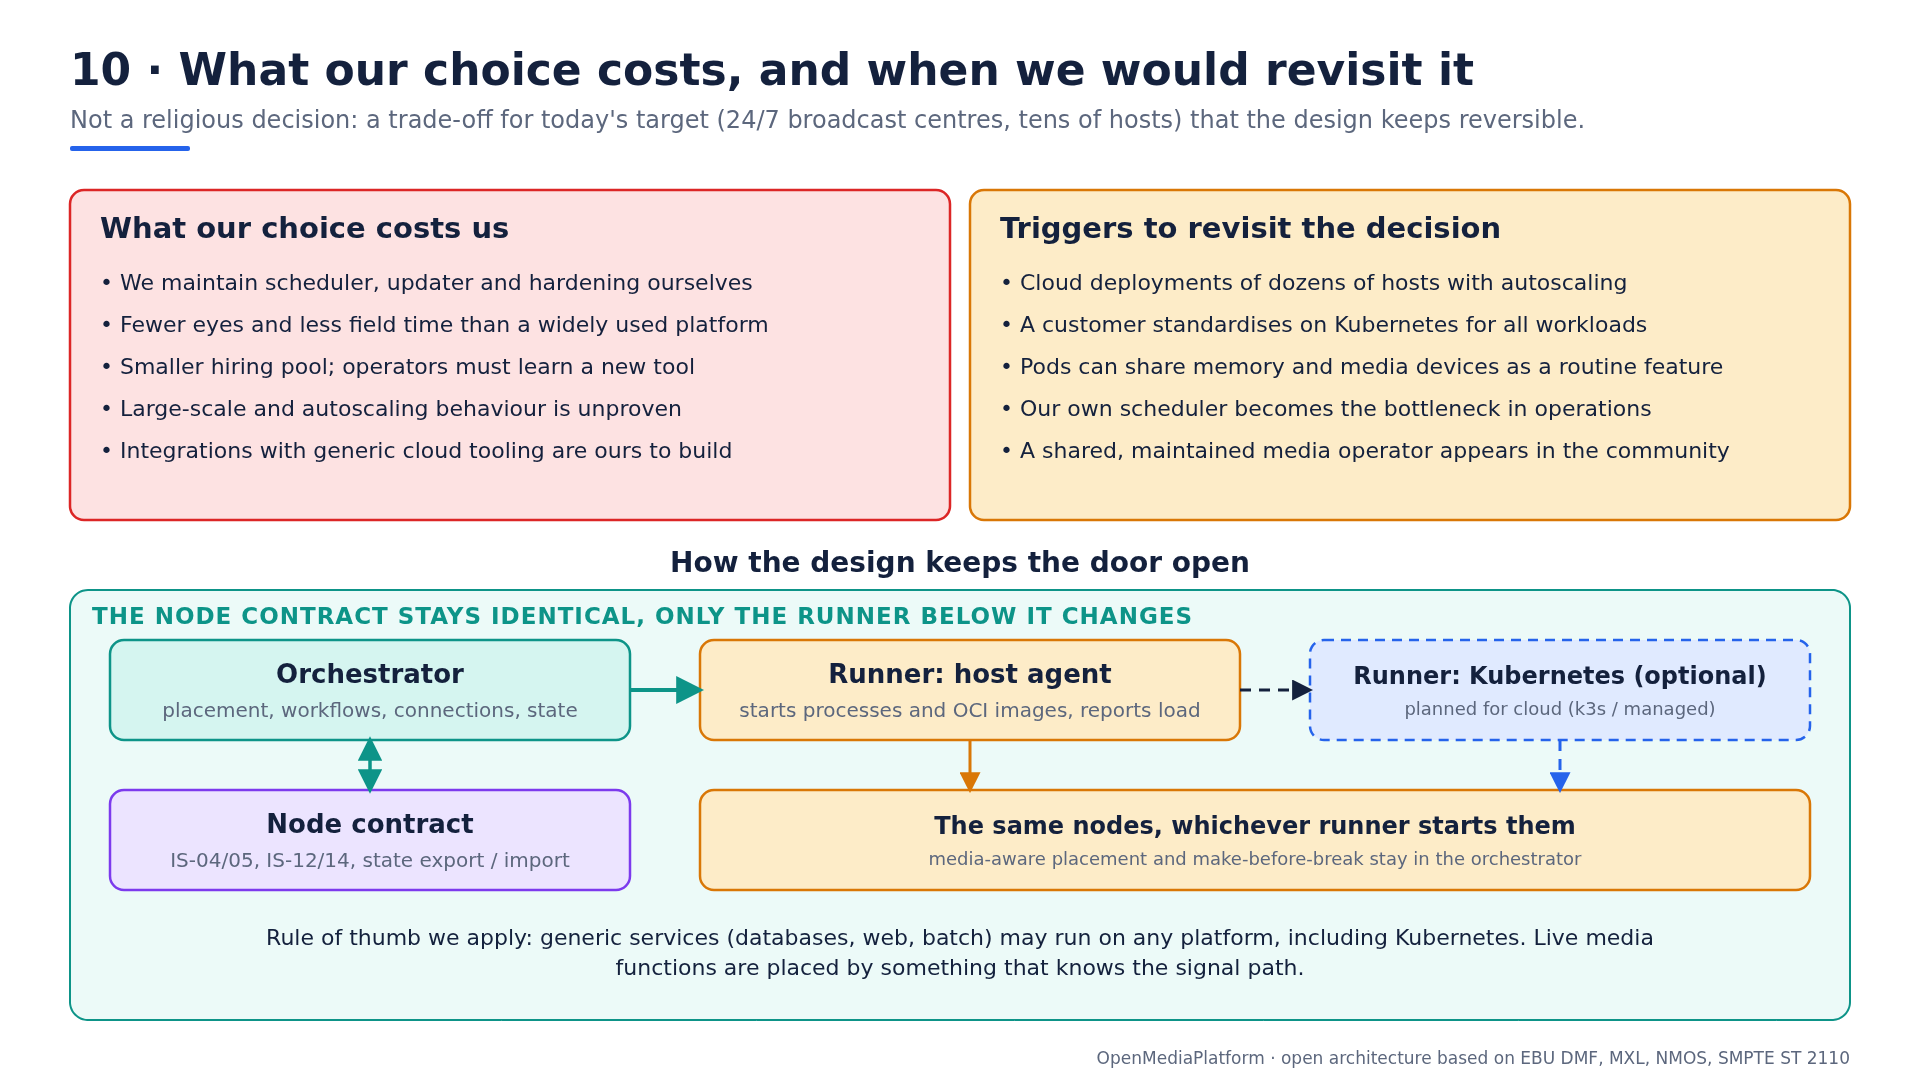 10 · What our choice costs, and when we would revisit it
Not a religious decision: a trade-off for today's target (24/7 broadcast centres, tens of hosts) that the design keeps reversible.
What our choice costs us
• We maintain scheduler, updater and hardening ourselves
• Fewer eyes and less field time than a widely used platform
• Smaller hiring pool; operators must learn a new tool
• Large-scale and autoscaling behaviour is unproven
• Integrations with generic cloud tooling are ours to build
Triggers to revisit the decision
• Cloud deployments of dozens of hosts with autoscaling
• A customer standardises on Kubernetes for all workloads
• Pods can share memory and media devices as a routine feature
• Our own scheduler becomes the bottleneck in operations
• A shared, maintained media operator appears in the community
How the design keeps the door open
THE NODE CONTRACT STAYS IDENTICAL, ONLY THE RUNNER BELOW IT CHANGES
Orchestrator
placement, workflows, connections, state
Runner: host agent
starts processes and OCI images, reports load
Runner: Kubernetes (optional)
planned for cloud (k3s / managed)
Node contract
IS-04/05, IS-12/14, state export / import
The same nodes, whichever runner starts them
media-aware placement and make-before-break stay in the orchestrator
Rule of thumb we apply: generic services (databases, web, batch) may run on any platform, including Kubernetes. Live media
functions are placed by something that knows the signal path.
OpenMediaPlatform · open architecture based on EBU DMF, MXL, NMOS, SMPTE ST 2110